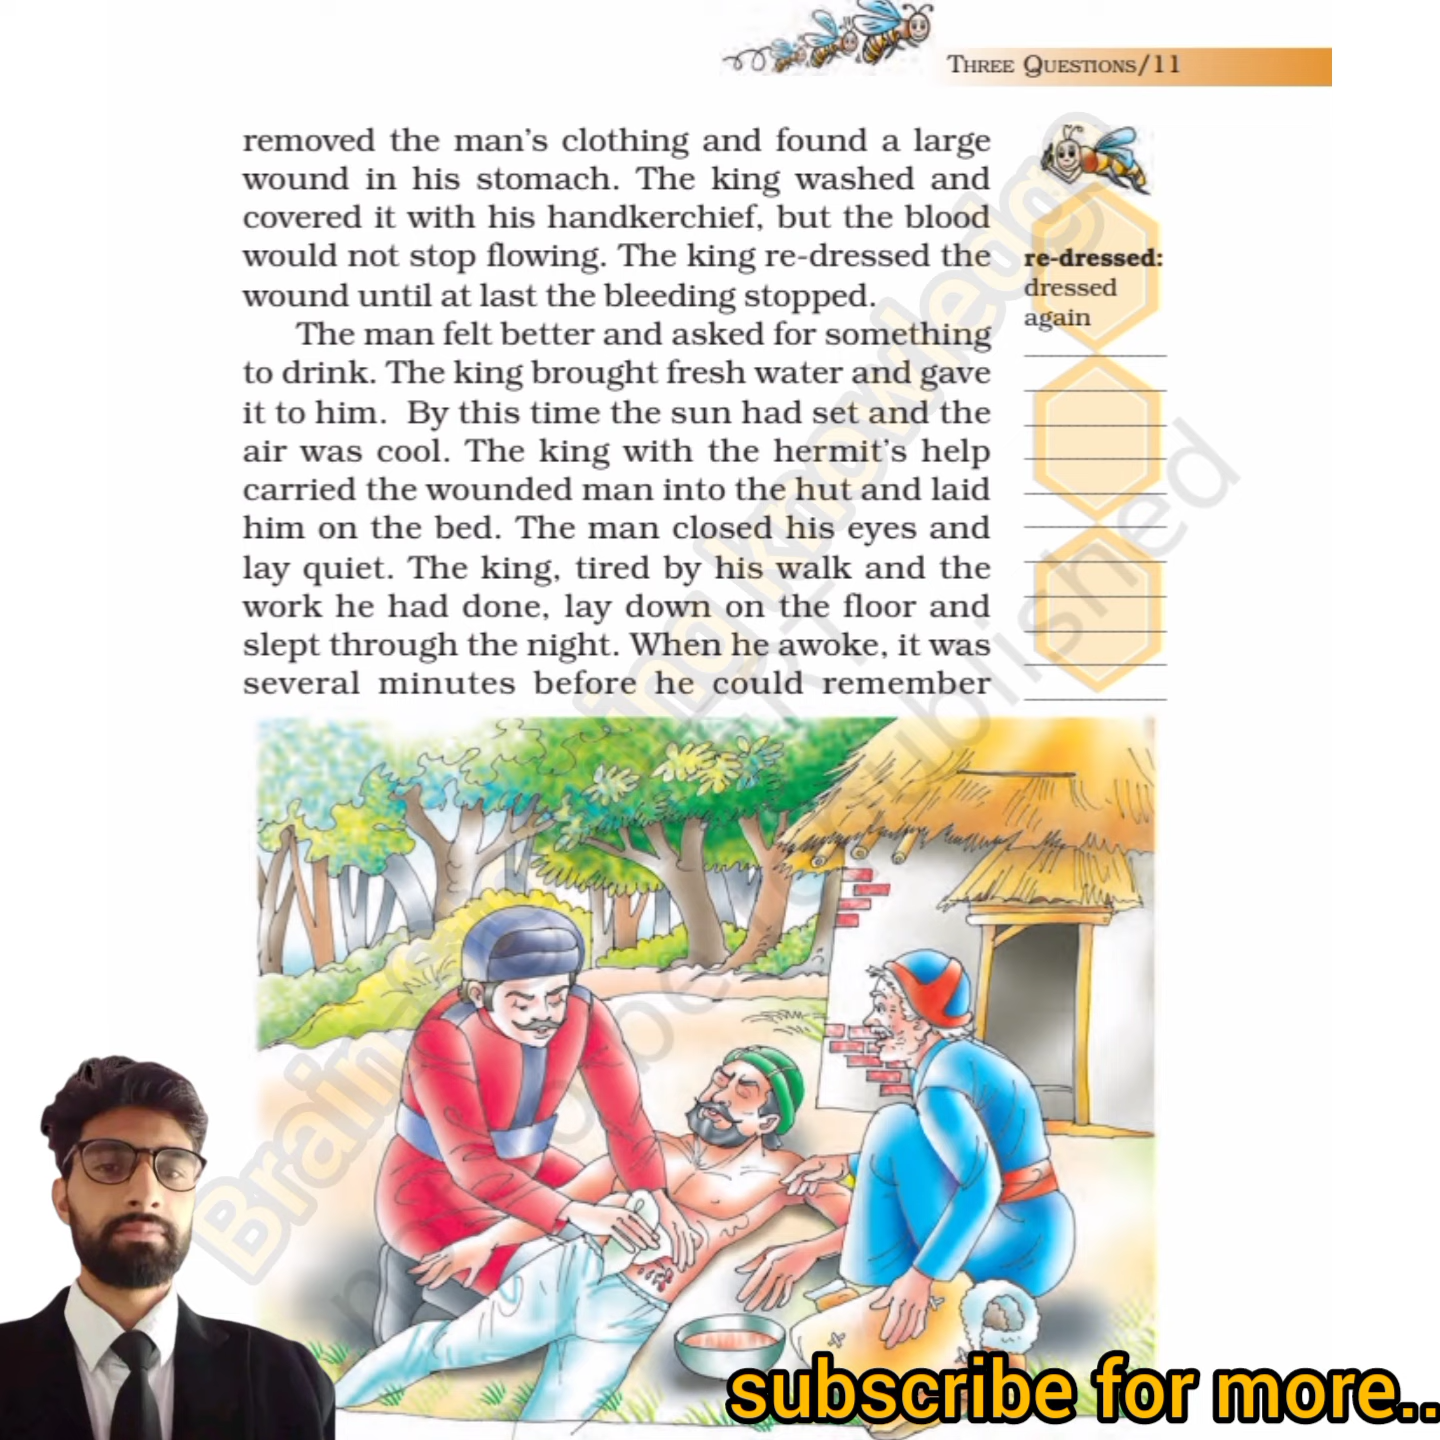 THREE QUESTIONS/11
removed the man's clothing and found a large
wound in his stomach. The king washed and
covered it with his handkerchief, but the blood
would not stop flowing. The king re-dressed the
wound until at last the bleeding stopped.
The man felt better and asked for something
to drink. The king brought fresh water and gave
it to him. By this time the sun had set and the
air was cool. The king with the hermit's help
carried the wounded man into the hut and laid
him on the bed. The man closed his eyes and
lay quiet. The king, tired by his walk and the
work he had done, lay down on the floor and
slept through the night. When he awoke, it was
several minutes before he could remember
re-dressed:
dressed
again
subscribe for more..